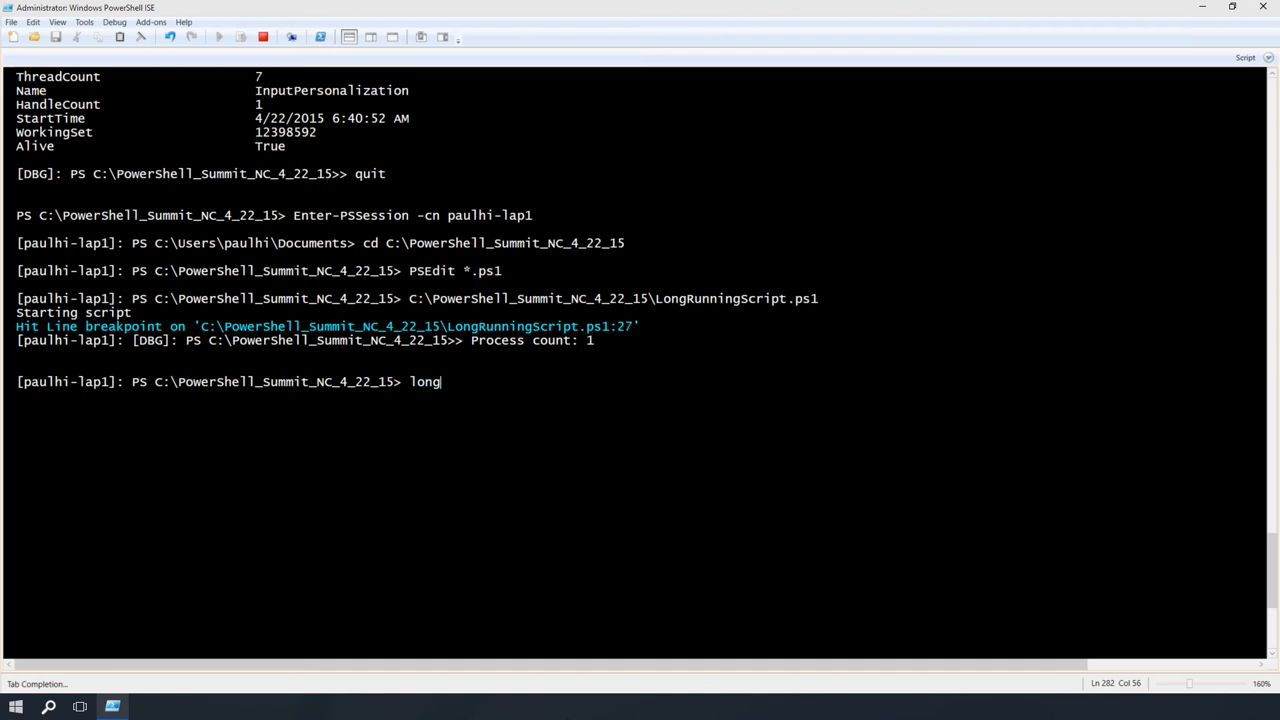 Administrator: Windows PowerShell ISE
File Edit View Tools Debug Add-ons Help
Script
ThreadCount 7
Name InputPersonalization
HandleCount 1
StartTime 4/22/2015 6:40:52 AM
WorkingSet 12398592
Alive True
[DBG]: PS C:\PowerShell_Summit_NC_4_22_15>> quit
PS C:\PowerShell_Summit_NC_4_22_15> Enter-PSSession -cn paulhi-lap1
[paulhi-lap1]: PS C:\Users\paulhi\Documents> cd C:\PowerShell_Summit_NC_4_22_15
[paulhi-lap1]: PS C:\PowerShell_Summit_NC_4_22_15> PSEdit *.ps1
[paulhi-lap1]: PS C:\PowerShell_Summit_NC_4_22_15> C:\PowerShell_Summit_NC_4_22_15\LongRunningScript.ps1
Starting script
Hit Line breakpoint on 'C:\PowerShell_Summit_NC_4_22_15\LongRunningScript.ps1:27'
[paulhi-lap1]: [DBG]: PS C:\PowerShell_Summit_NC_4_22_15>> Process count: 1
[paulhi-lap1]: PS C:\PowerShell_Summit_NC_4_22_15> long
Tab Completion... Ln 282 Col 56 160%